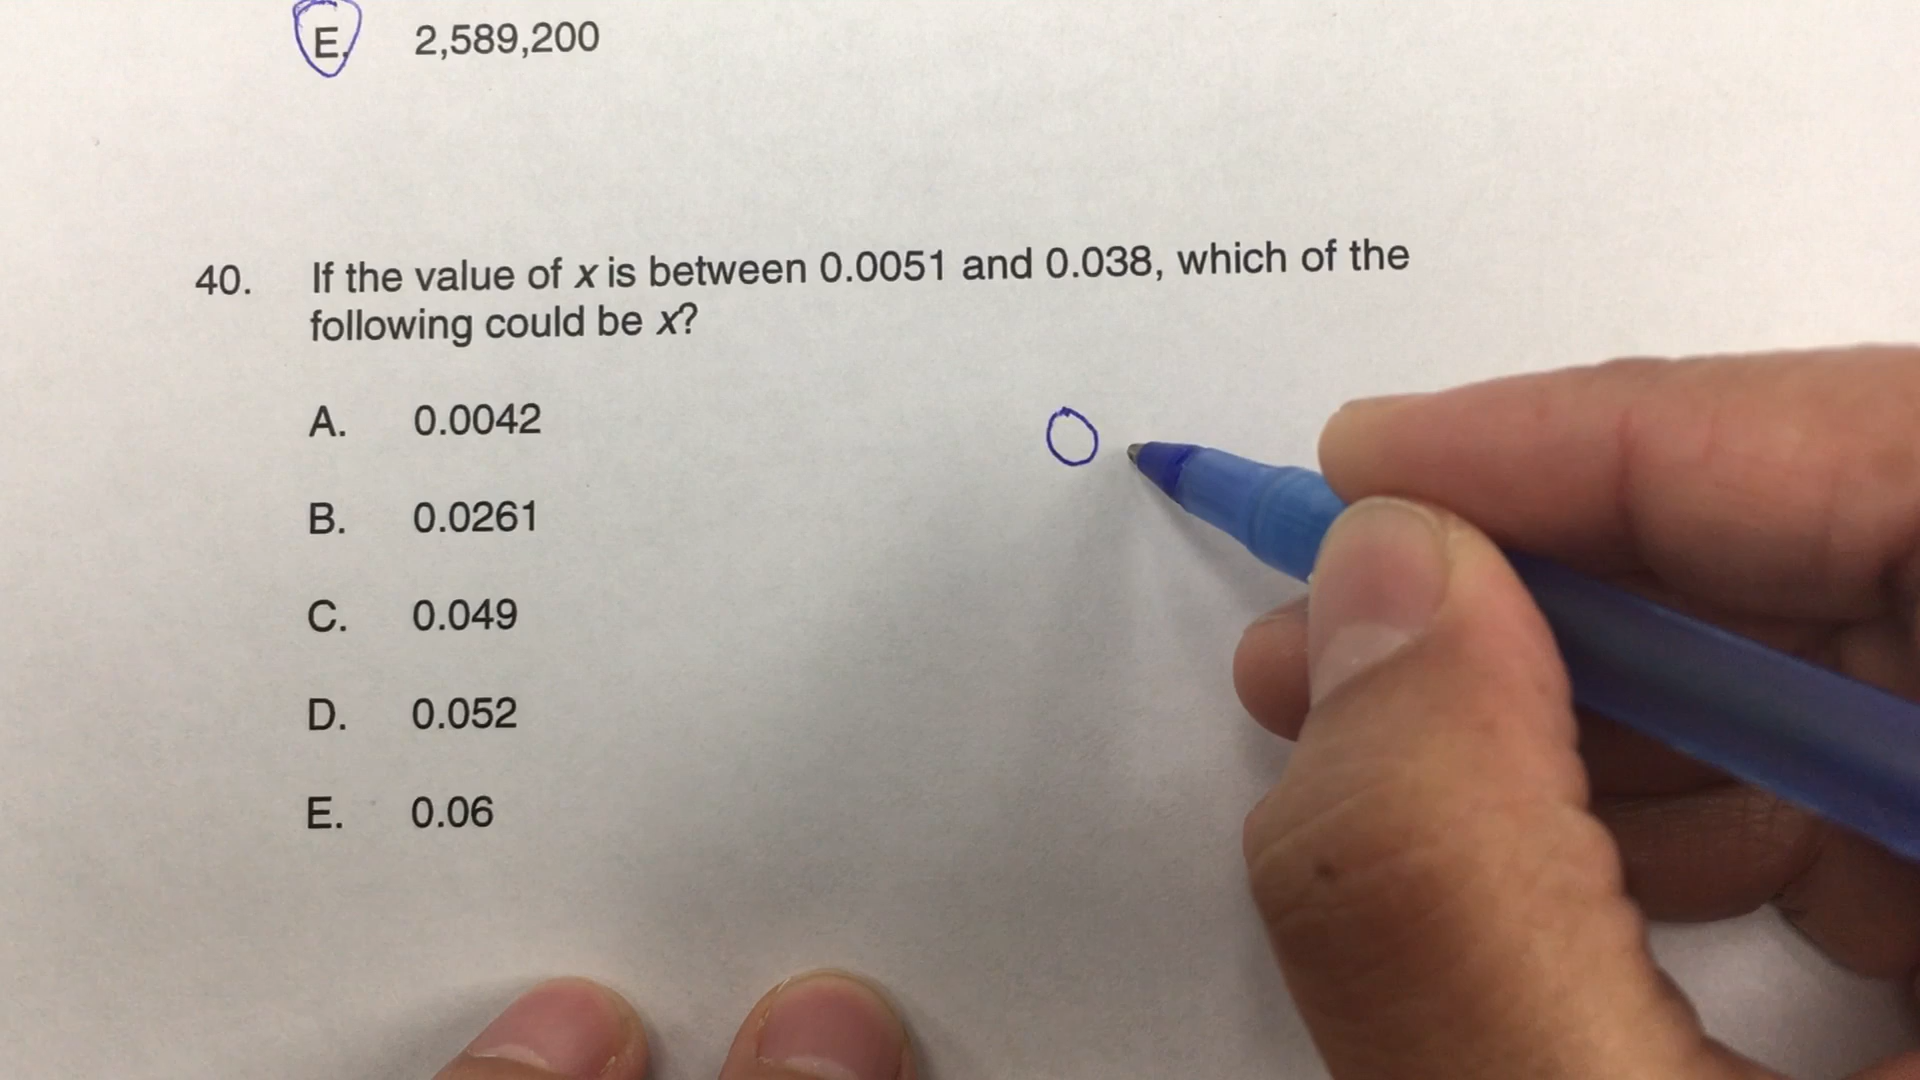 E. 2,589,200
40. If the value of x is between 0.0051 and 0.038, which of the
following could be x?
A. 0.0042
B. 0.0261
C. 0.049
D. 0.052
E. 0.06
0